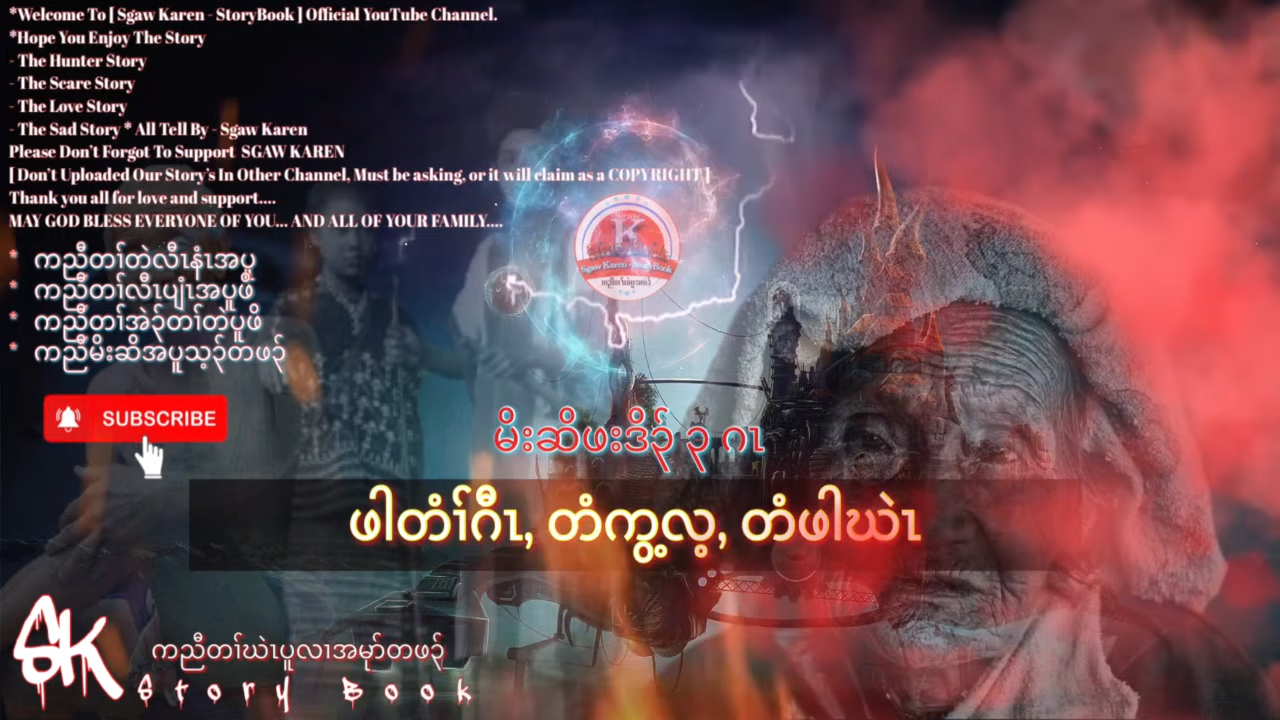 *Welcome To [ Sgaw Karen - StoryBook ] Official YouTube Channel.
*Hope You Enjoy The Story
- The Hunter Story
- The Scare Story
- The Love Story
- The Sad Story * All Tell By - Sgaw Karen
Please Don't Forgot To Support SGAW KAREN
[ Don't Uploaded Our Story's In Other Channel, Must be asking, or it will claim as a COPYRIGHT ]
Thank you all for love and support....
MAY GOD BLESS EVERYONE OF YOU... AND ALL OF YOUR FAMILY....
* ကညီတၢ်တဲလီၤနံၤအပူ
* ကညီတၢ်လီၤပျံၤအပူဖိ
* ကညီတၢ်အဲၣ်တၢ်တဲပူဖိ
* ကညီမိးဆိအပူသ့ၣ်တဖၣ်
K
Sgaw Karen - StoryBook
SUBSCRIBE
မိးဆိဖးဒိၣ် ၃ ဂၤ
ဖါတံၢ်ဂီၤ, တံကွ့လ့, တံဖါဃဲၤ
SK
ကညီတၢ်ဃဲၤပူလၢအမုာ်တဖၣ်
Story Book